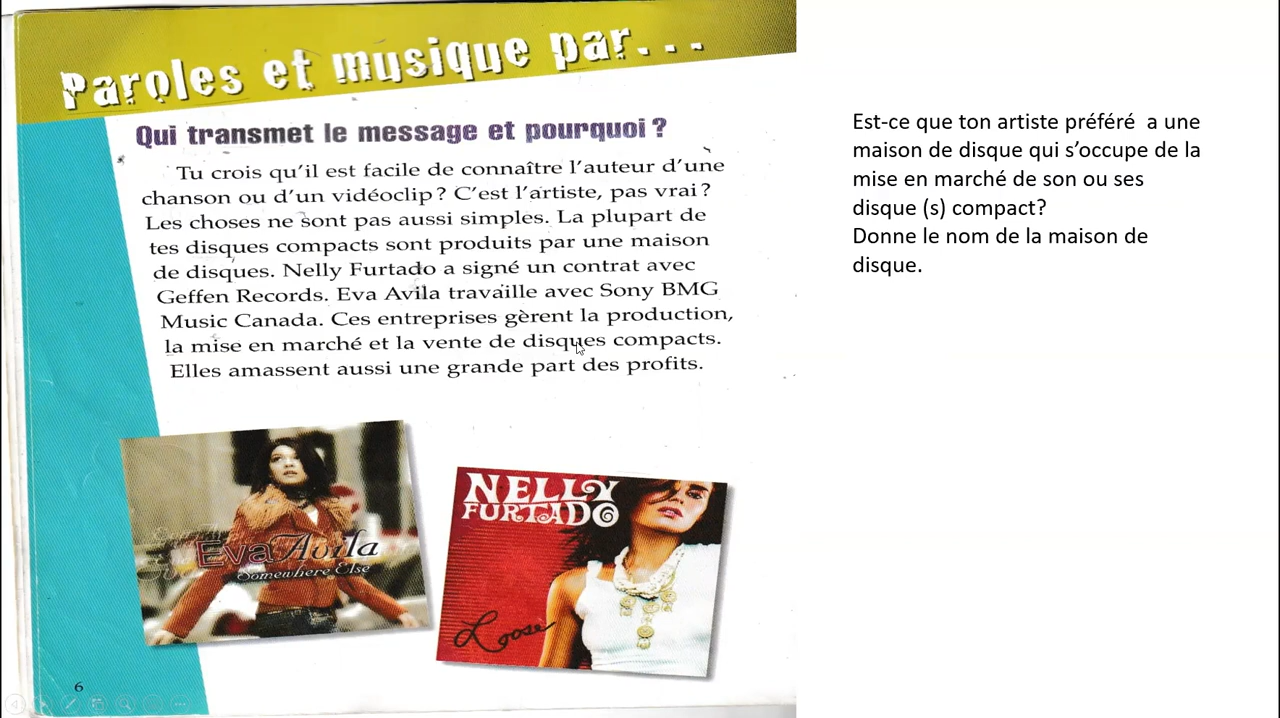 Paroles et musique par...
Qui transmet le message et pourquoi ?
Tu crois qu'il est facile de connaître l'auteur d'une
chanson ou d'un vidéoclip ? C'est l'artiste, pas vrai ?
Les choses ne sont pas aussi simples. La plupart de
tes disques compacts sont produits par une maison
de disques. Nelly Furtado a signé un contrat avec
Geffen Records. Eva Avila travaille avec Sony BMG
Music Canada. Ces entreprises gèrent la production,
la mise en marché et la vente de disques compacts.
Elles amassent aussi une grande part des profits.
Eva Avila
Somewhere Else
NELLY
FURTADO
Loose
6
Est-ce que ton artiste préféré a une
maison de disque qui s'occupe de la
mise en marché de son ou ses
disque (s) compact?
Donne le nom de la maison de
disque.